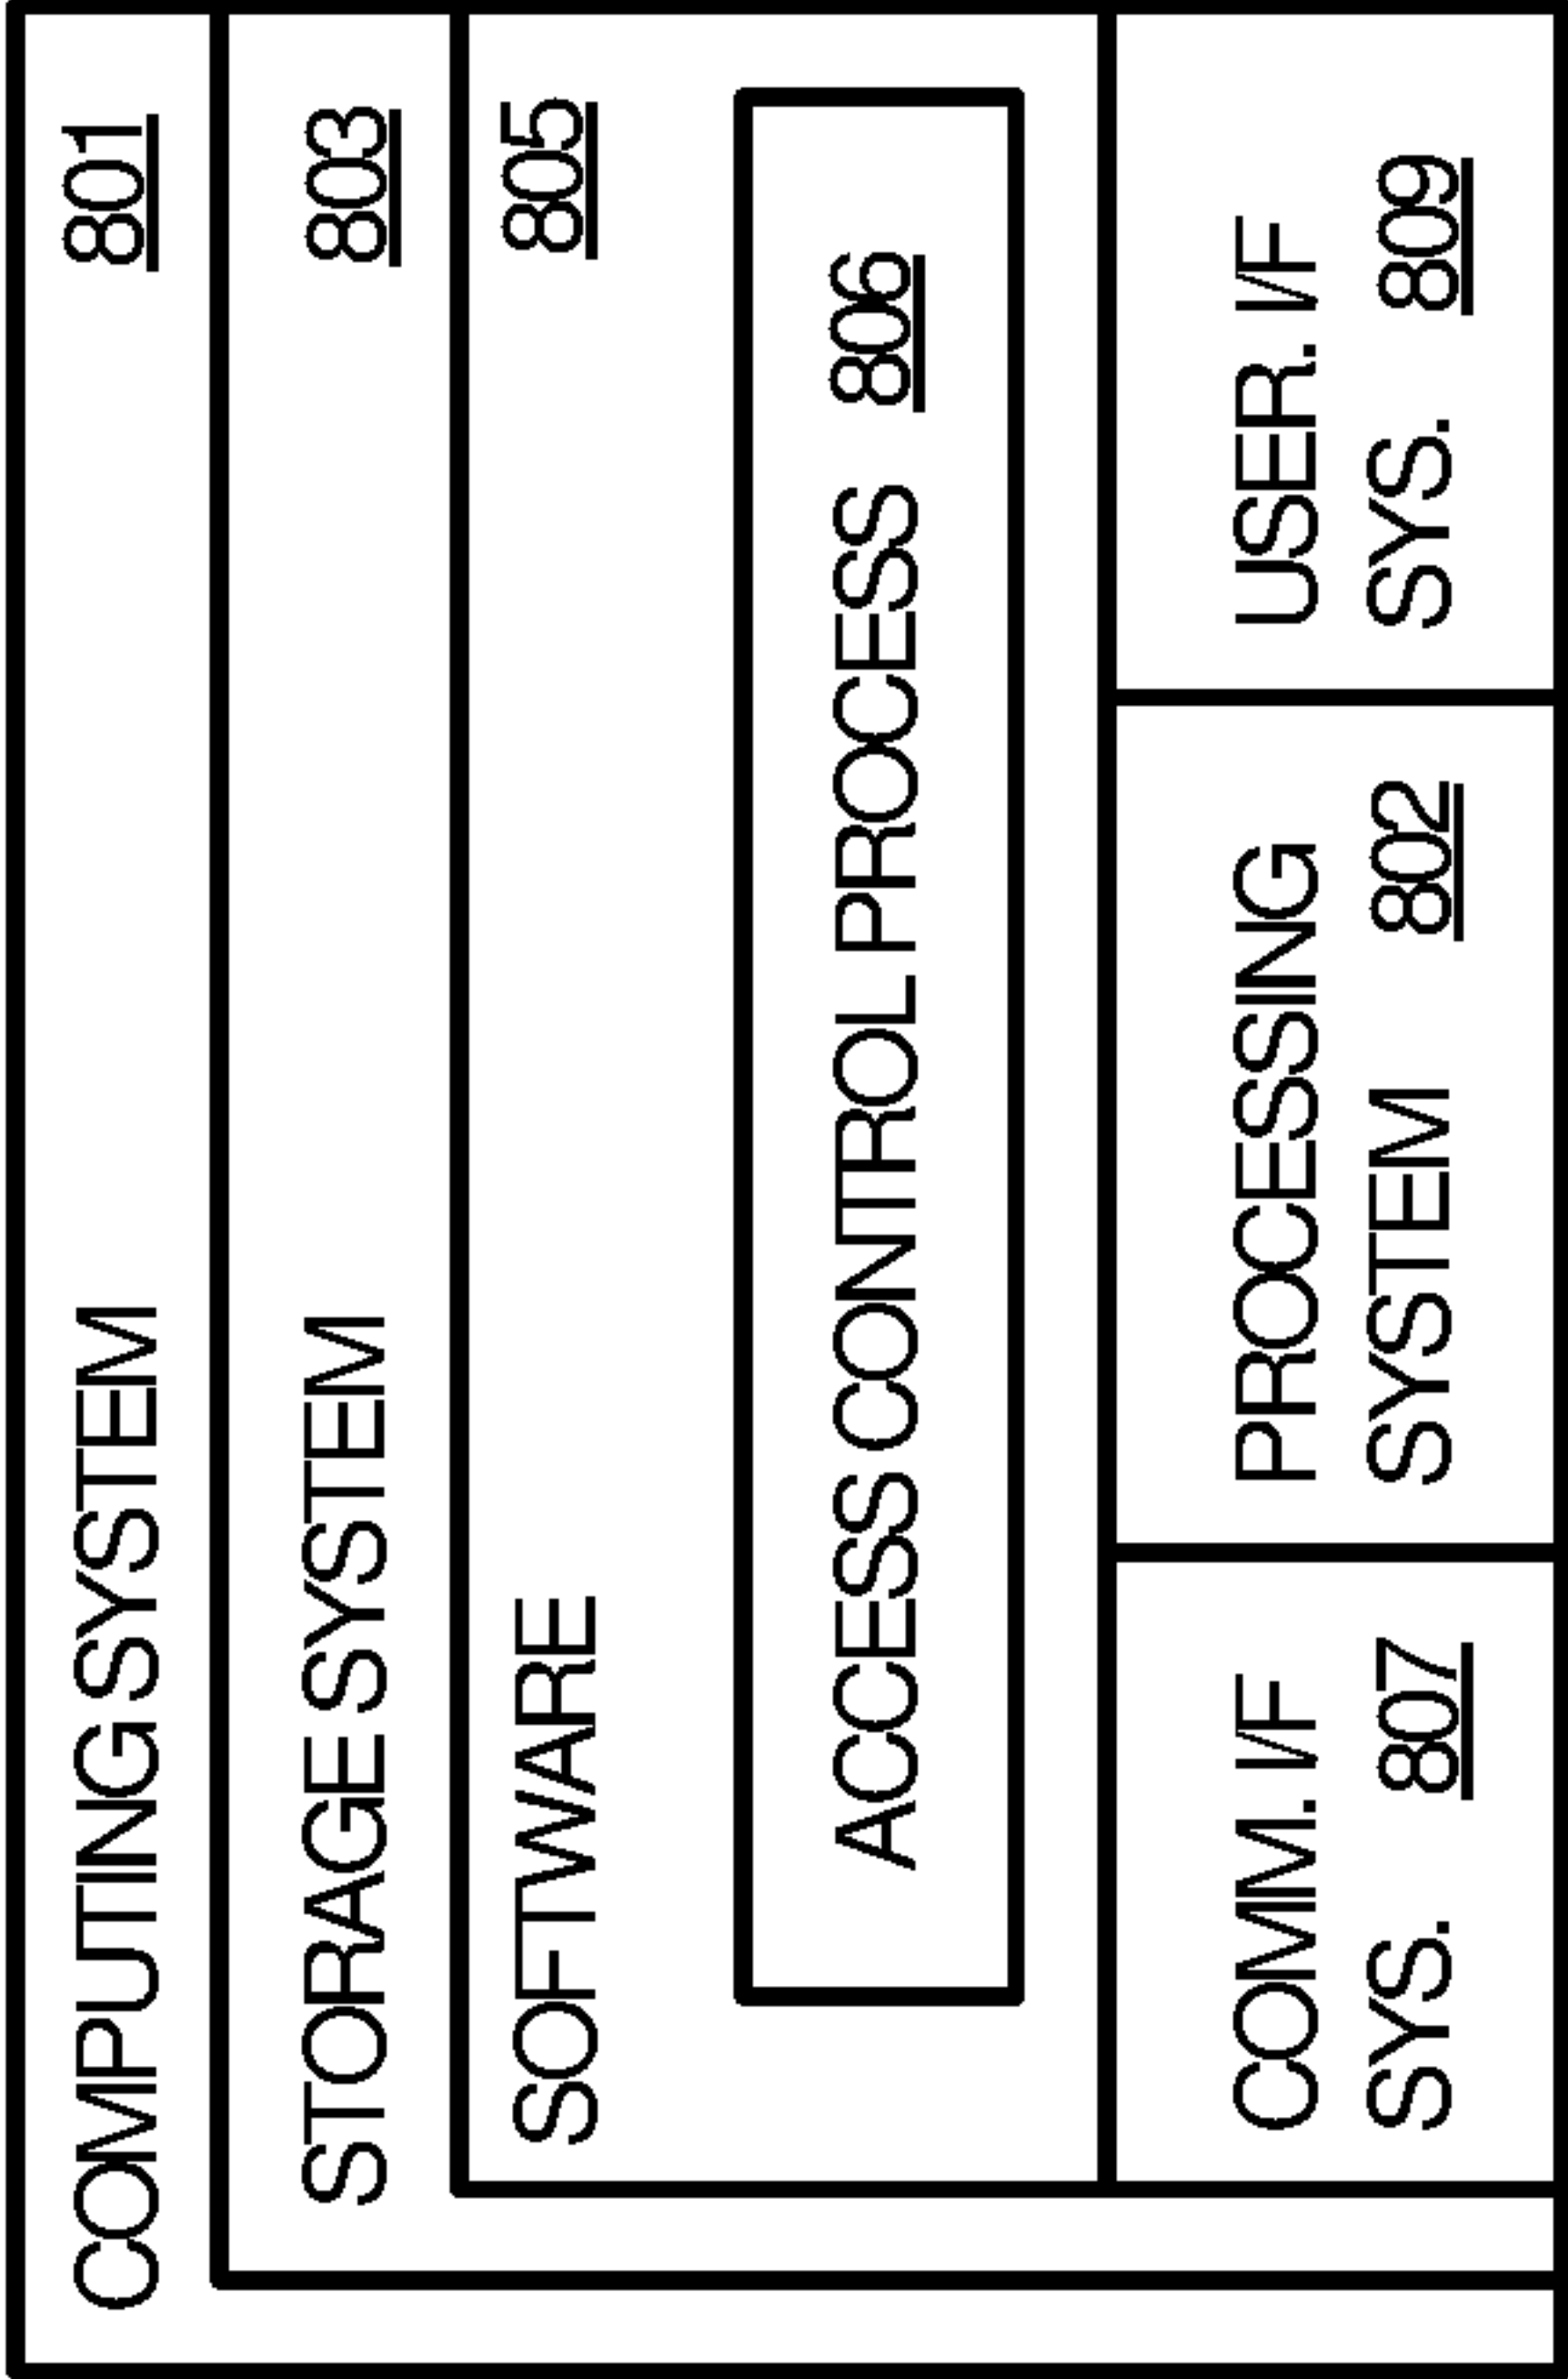 COMPUTING SYSTEM 801
STORAGE SYSTEM 803
SOFTWARE 805
ACCESS CONTROL PROCESS 806
COMM. I/F
SYS. 807
PROCESSING
SYSTEM 802
USER. I/F
SYS. 809